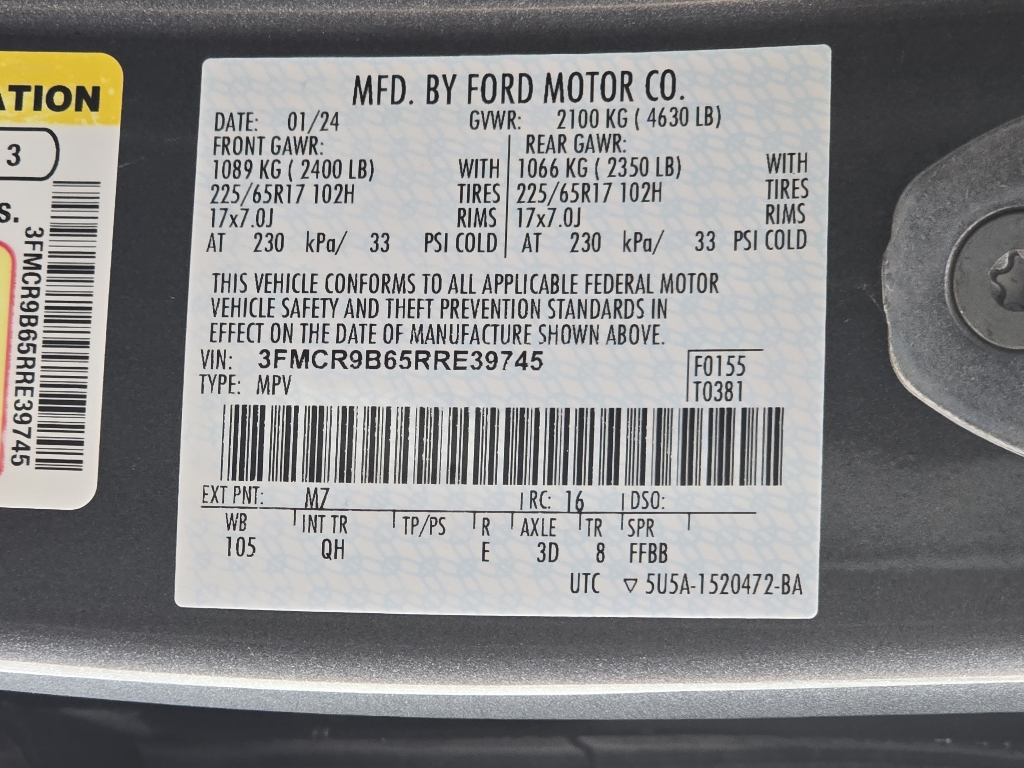 ATION
3
s.
3FMCR9B65RRE39745
MFD. BY FORD MOTOR CO.
DATE: 01/24 GVWR: 2100 KG ( 4630 LB)
FRONT GAWR: REAR GAWR:
1089 KG ( 2400 LB) WITH 1066 KG ( 2350 LB) WITH
225/65R17 102H TIRES 225/65R17 102H TIRES
17x7.0J RIMS 17x7.0J RIMS
AT 230 kPa/ 33 PSI COLD AT 230 kPa/ 33 PSI COLD
THIS VEHICLE CONFORMS TO ALL APPLICABLE FEDERAL MOTOR
VEHICLE SAFETY AND THEFT PREVENTION STANDARDS IN
EFFECT ON THE DATE OF MANUFACTURE SHOWN ABOVE.
VIN: 3FMCR9B65RRE39745 F0155
TYPE: MPV T0381
EXT PNT: M7 RC: 16 DSO:
WB INT TR TP/PS R AXLE TR SPR
105 QH E 3D 8 FFBB
UTC ▽ 5U5A-1520472-BA